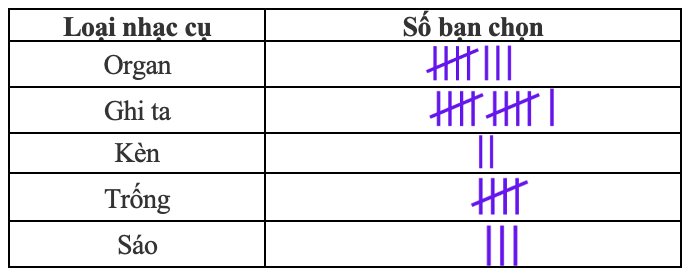 Loại nhạc cụ Số bạn chọn
Organ
Ghi ta
Kèn
Trống
Sáo